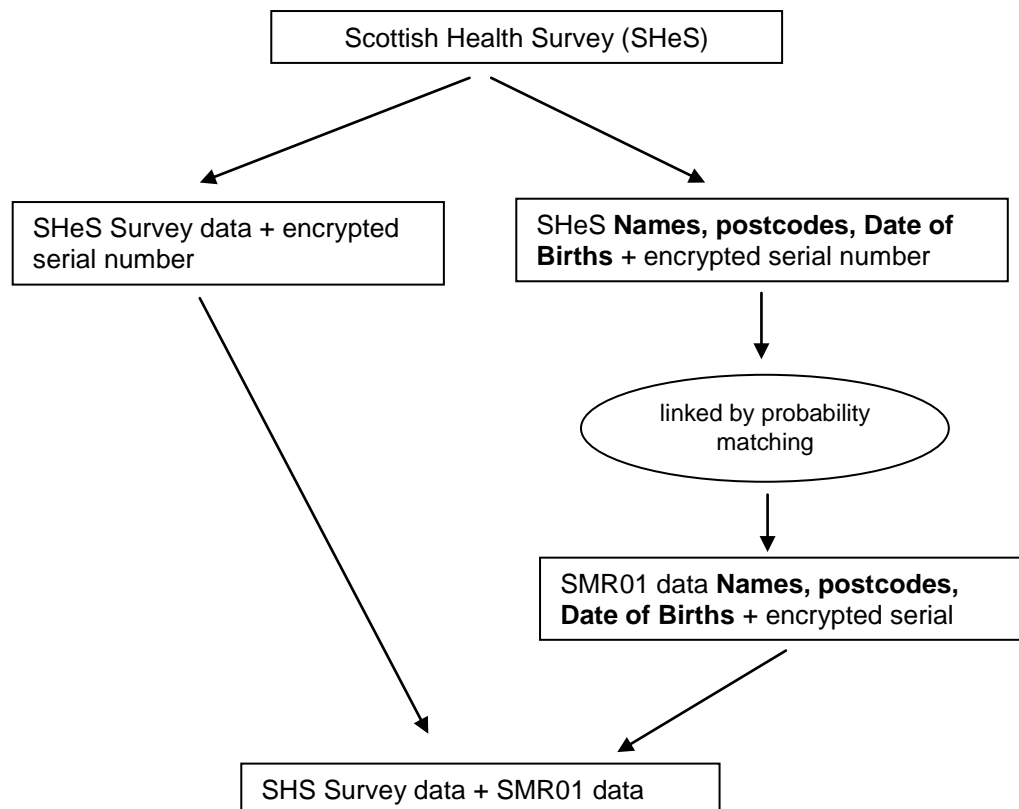 Scottish Health Survey (SHeS)
SHeS Survey data + encrypted
serial number
SHeS Names, postcodes, Date of
Births + encrypted serial number
linked by probability
matching
SMR01 data Names, postcodes,
Date of Births + encrypted serial
SHS Survey data + SMR01 data